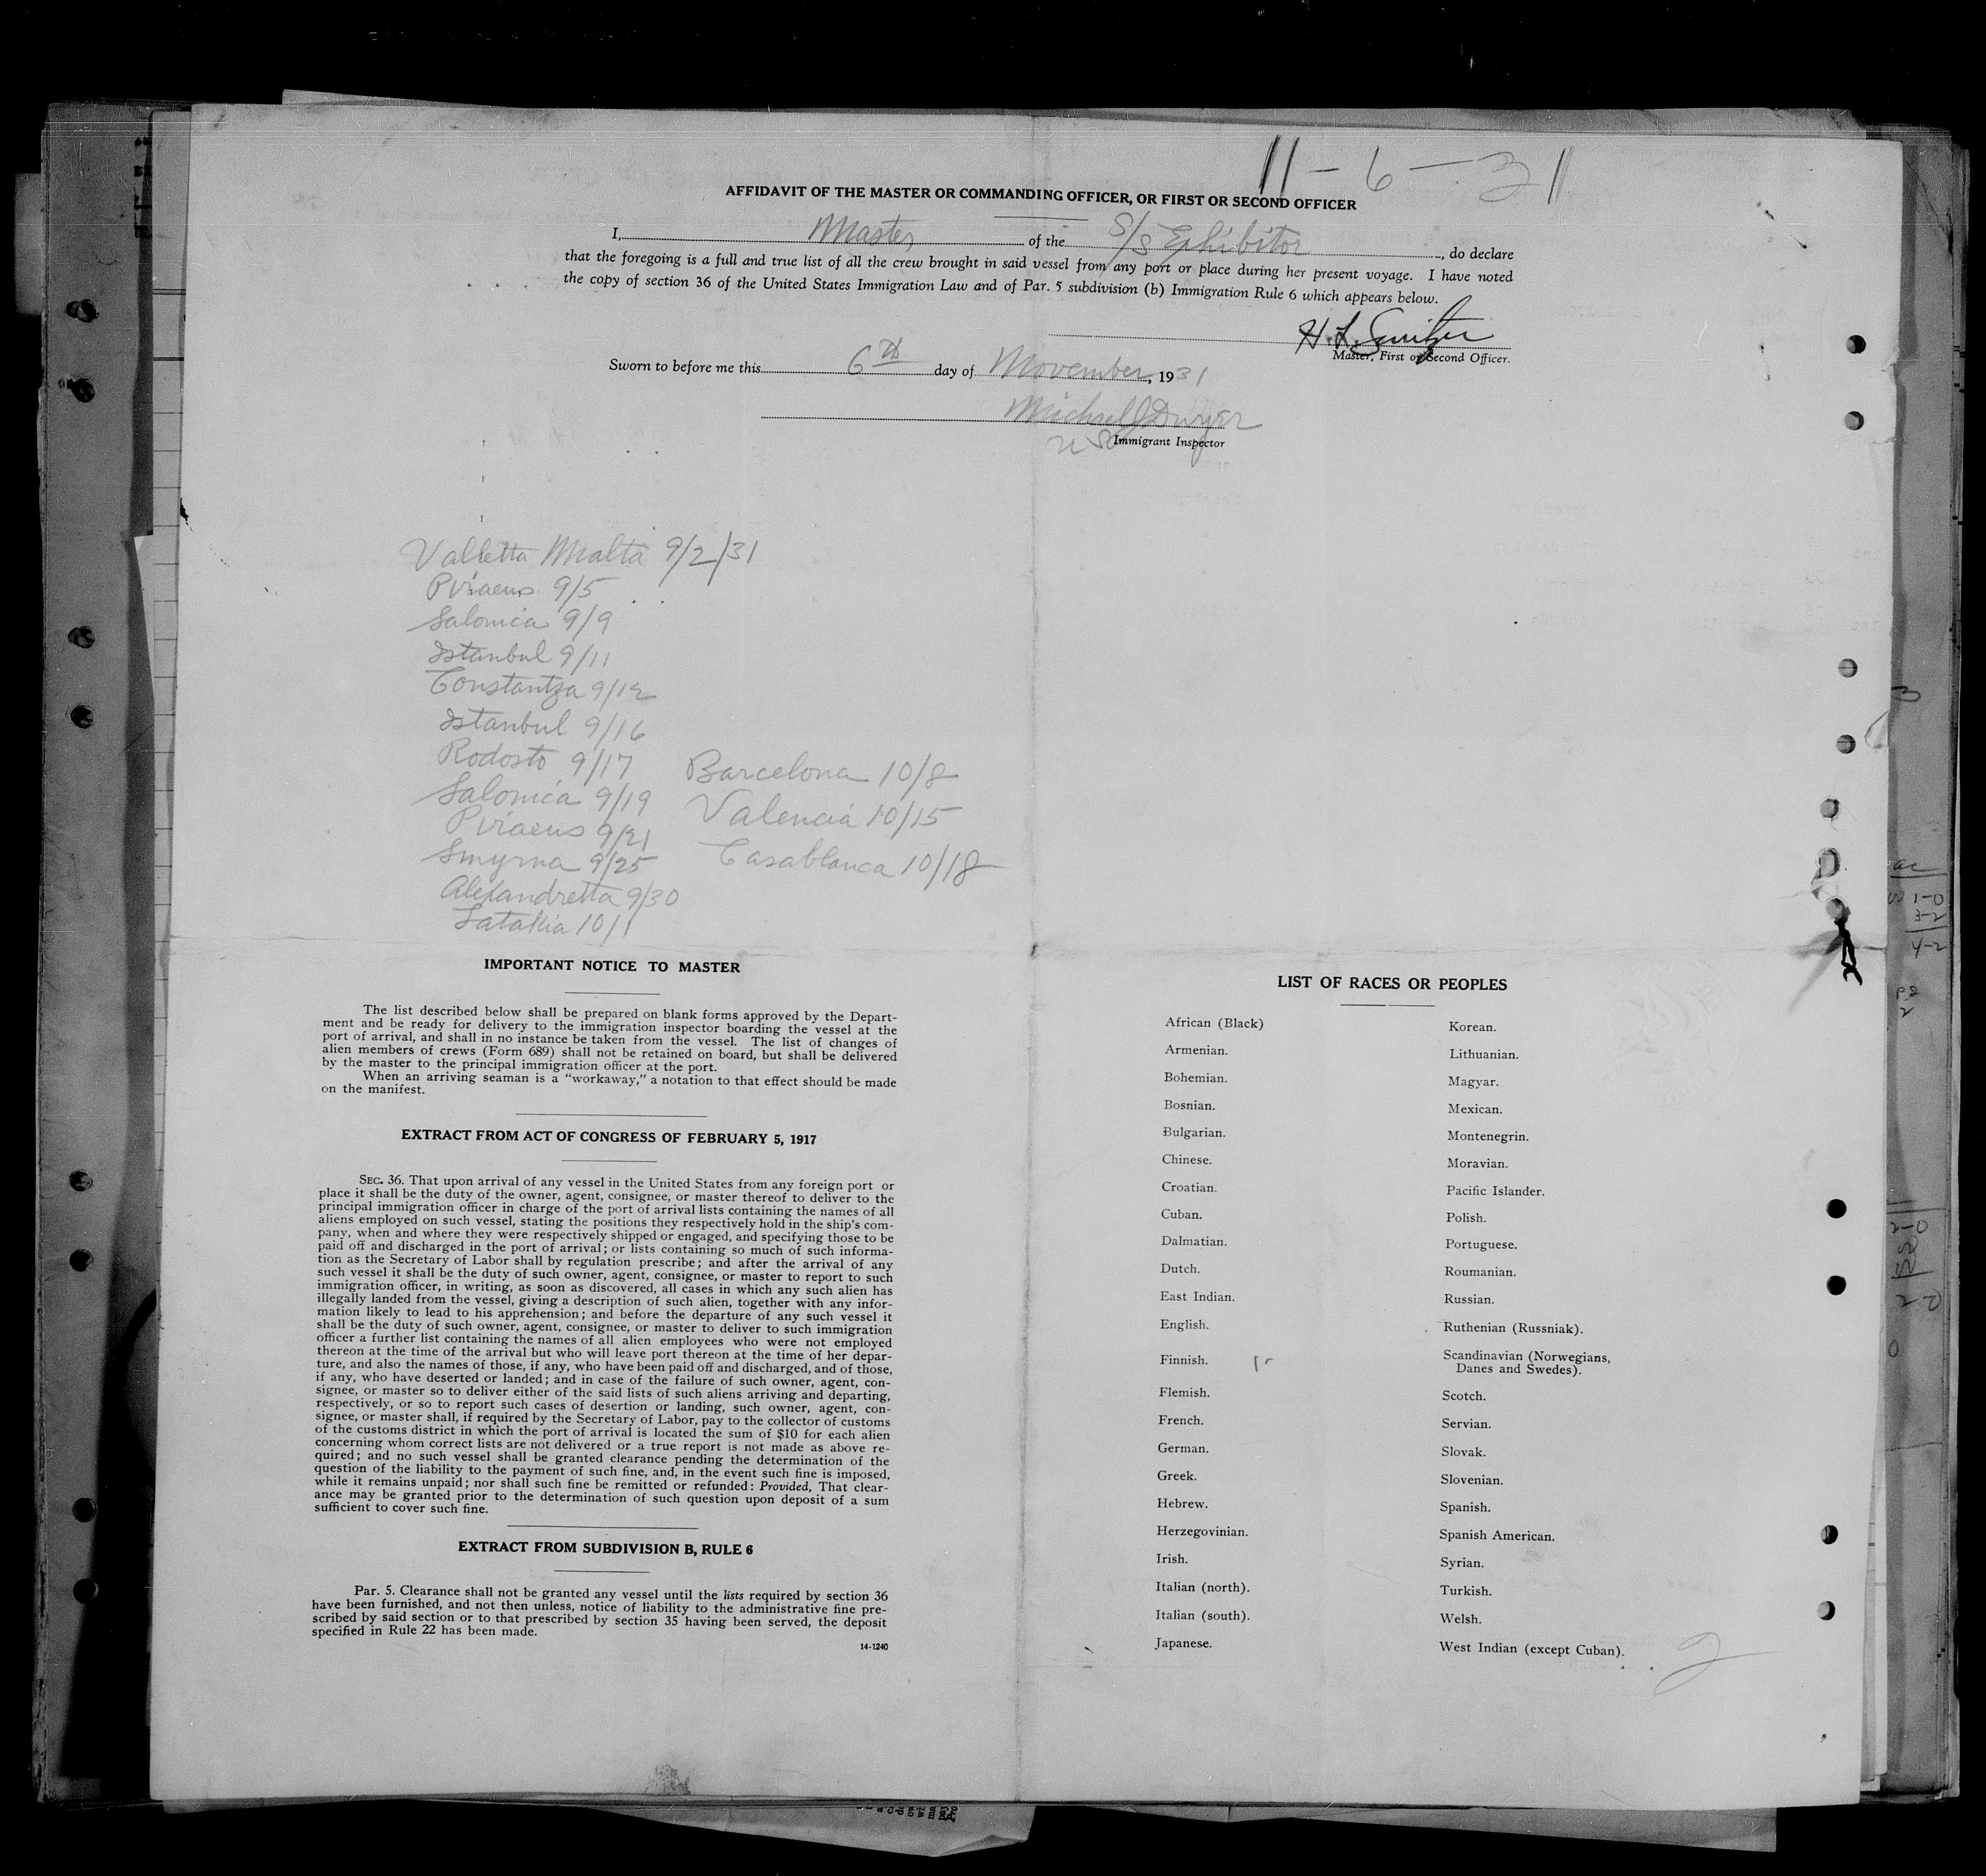 11-6-31
AFFIDAVIT OF THE MASTER OR COMMANDING OFFICER, OR FIRST OR SECOND OFFICER
I, Master of the S/S Exhibitor, do declare
that the foregoing is a full and true list of all the crew brought in said vessel from any port or place during her present voyage. I have noted
the copy of section 36 of the United States Immigration Law and of Par. 5 subdivision (b) Immigration Rule 6 which appears below.
H. L.
Master, First or Second Officer.
Sworn to before me this 6th day of November, 1931
Michael J Dwyer
US Immigrant Inspector
Valletta Malta 9/2/31
Piraeus 9/5
Salonica 9/9
Istanbul 9/11
Constantza 9/12
Istanbul 9/16
Rodosto 9/17
Salonica 9/19
Piraeus 9/21
Smyrna 9/25
Alexandretta 9/30
Latakia 10/1
Barcelona 10/8
Valencia 10/15
Casablanca 10/18
IMPORTANT NOTICE TO MASTER
The list described below shall be prepared on blank forms approved by the Depart-
ment and be ready for delivery to the immigration inspector boarding the vessel at the
port of arrival, and shall in no instance be taken from the vessel. The list of changes of
alien members of crews (Form 689) shall not be retained on board, but shall be delivered
by the master to the principal immigration officer at the port.
When an arriving seaman is a "workaway," a notation to that effect should be made
on the manifest.
EXTRACT FROM ACT OF CONGRESS OF FEBRUARY 5, 1917
SEC. 36. That upon arrival of any vessel in the United States from any foreign port or
place it shall be the duty of the owner, agent, consignee, or master thereof to deliver to the
principal immigration officer in charge of the port of arrival lists containing the names of all
aliens employed on such vessel, stating the positions they respectively hold in the ship's com-
pany, when and where they were respectively shipped or engaged, and specifying those to be
paid off and discharged in the port of arrival; or lists containing so much of such informa-
tion as the Secretary of Labor shall by regulation prescribe; and after the arrival of any
such vessel it shall be the duty of such owner, agent, consignee, or master to report to such
immigration officer, in writing, as soon as discovered, all cases in which any such alien has
illegally landed from the vessel, giving a description of such alien, together with any infor-
mation likely to lead to his apprehension; and before the departure of any such vessel it
shall be the duty of such owner, agent, consignee, or master to deliver to such immigration
officer a further list containing the names of all alien employees who were not employed
thereon at the time of the arrival but who will leave port thereon at the time of her depar-
ture, and also the names of those, if any, who have been paid off and discharged, and of those,
if any, who have deserted or landed; and in case of the failure of such owner, agent, con-
signee, or master so to deliver either of the said lists of such aliens arriving and departing,
respectively, or so to report such cases of desertion or landing, such owner, agent, con-
signee, or master shall, if required by the Secretary of Labor, pay to the collector of customs
of the customs district in which the port of arrival is located the sum of $10 for each alien
concerning whom correct lists are not delivered or a true report is not made as above re-
quired; and no such vessel shall be granted clearance pending the determination of the
question of the liability to the payment of such fine, and, in the event such fine is imposed,
while it remains unpaid; nor shall such fine be remitted or refunded: Provided, That clear-
ance may be granted prior to the determination of such question upon deposit of a sum
sufficient to cover such fine.
EXTRACT FROM SUBDIVISION B, RULE 6
Par. 5. Clearance shall not be granted any vessel until the lists required by section 36
have been furnished, and not then unless, notice of liability to the administrative fine pre-
scribed by said section or to that prescribed by section 35 having been served, the deposit
specified in Rule 22 has been made.
14-1240
LIST OF RACES OR PEOPLES
African (Black)
Armenian.
Bohemian.
Bosnian.
Bulgarian.
Chinese.
Croatian.
Cuban.
Dalmatian.
Dutch.
East Indian.
English.
Finnish.
Flemish.
French.
German.
Greek.
Hebrew.
Herzegovinian.
Irish.
Italian (north).
Italian (south).
Japanese.
Korean.
Lithuanian.
Magyar.
Mexican.
Montenegrin.
Moravian.
Pacific Islander.
Polish.
Portuguese.
Roumanian.
Russian.
Ruthenian (Russniak).
Scandinavian (Norwegians,
Danes and Swedes).
Scotch.
Servian.
Slovak.
Slovenian.
Spanish.
Spanish American.
Syrian.
Turkish.
Welsh.
West Indian (except Cuban).
2